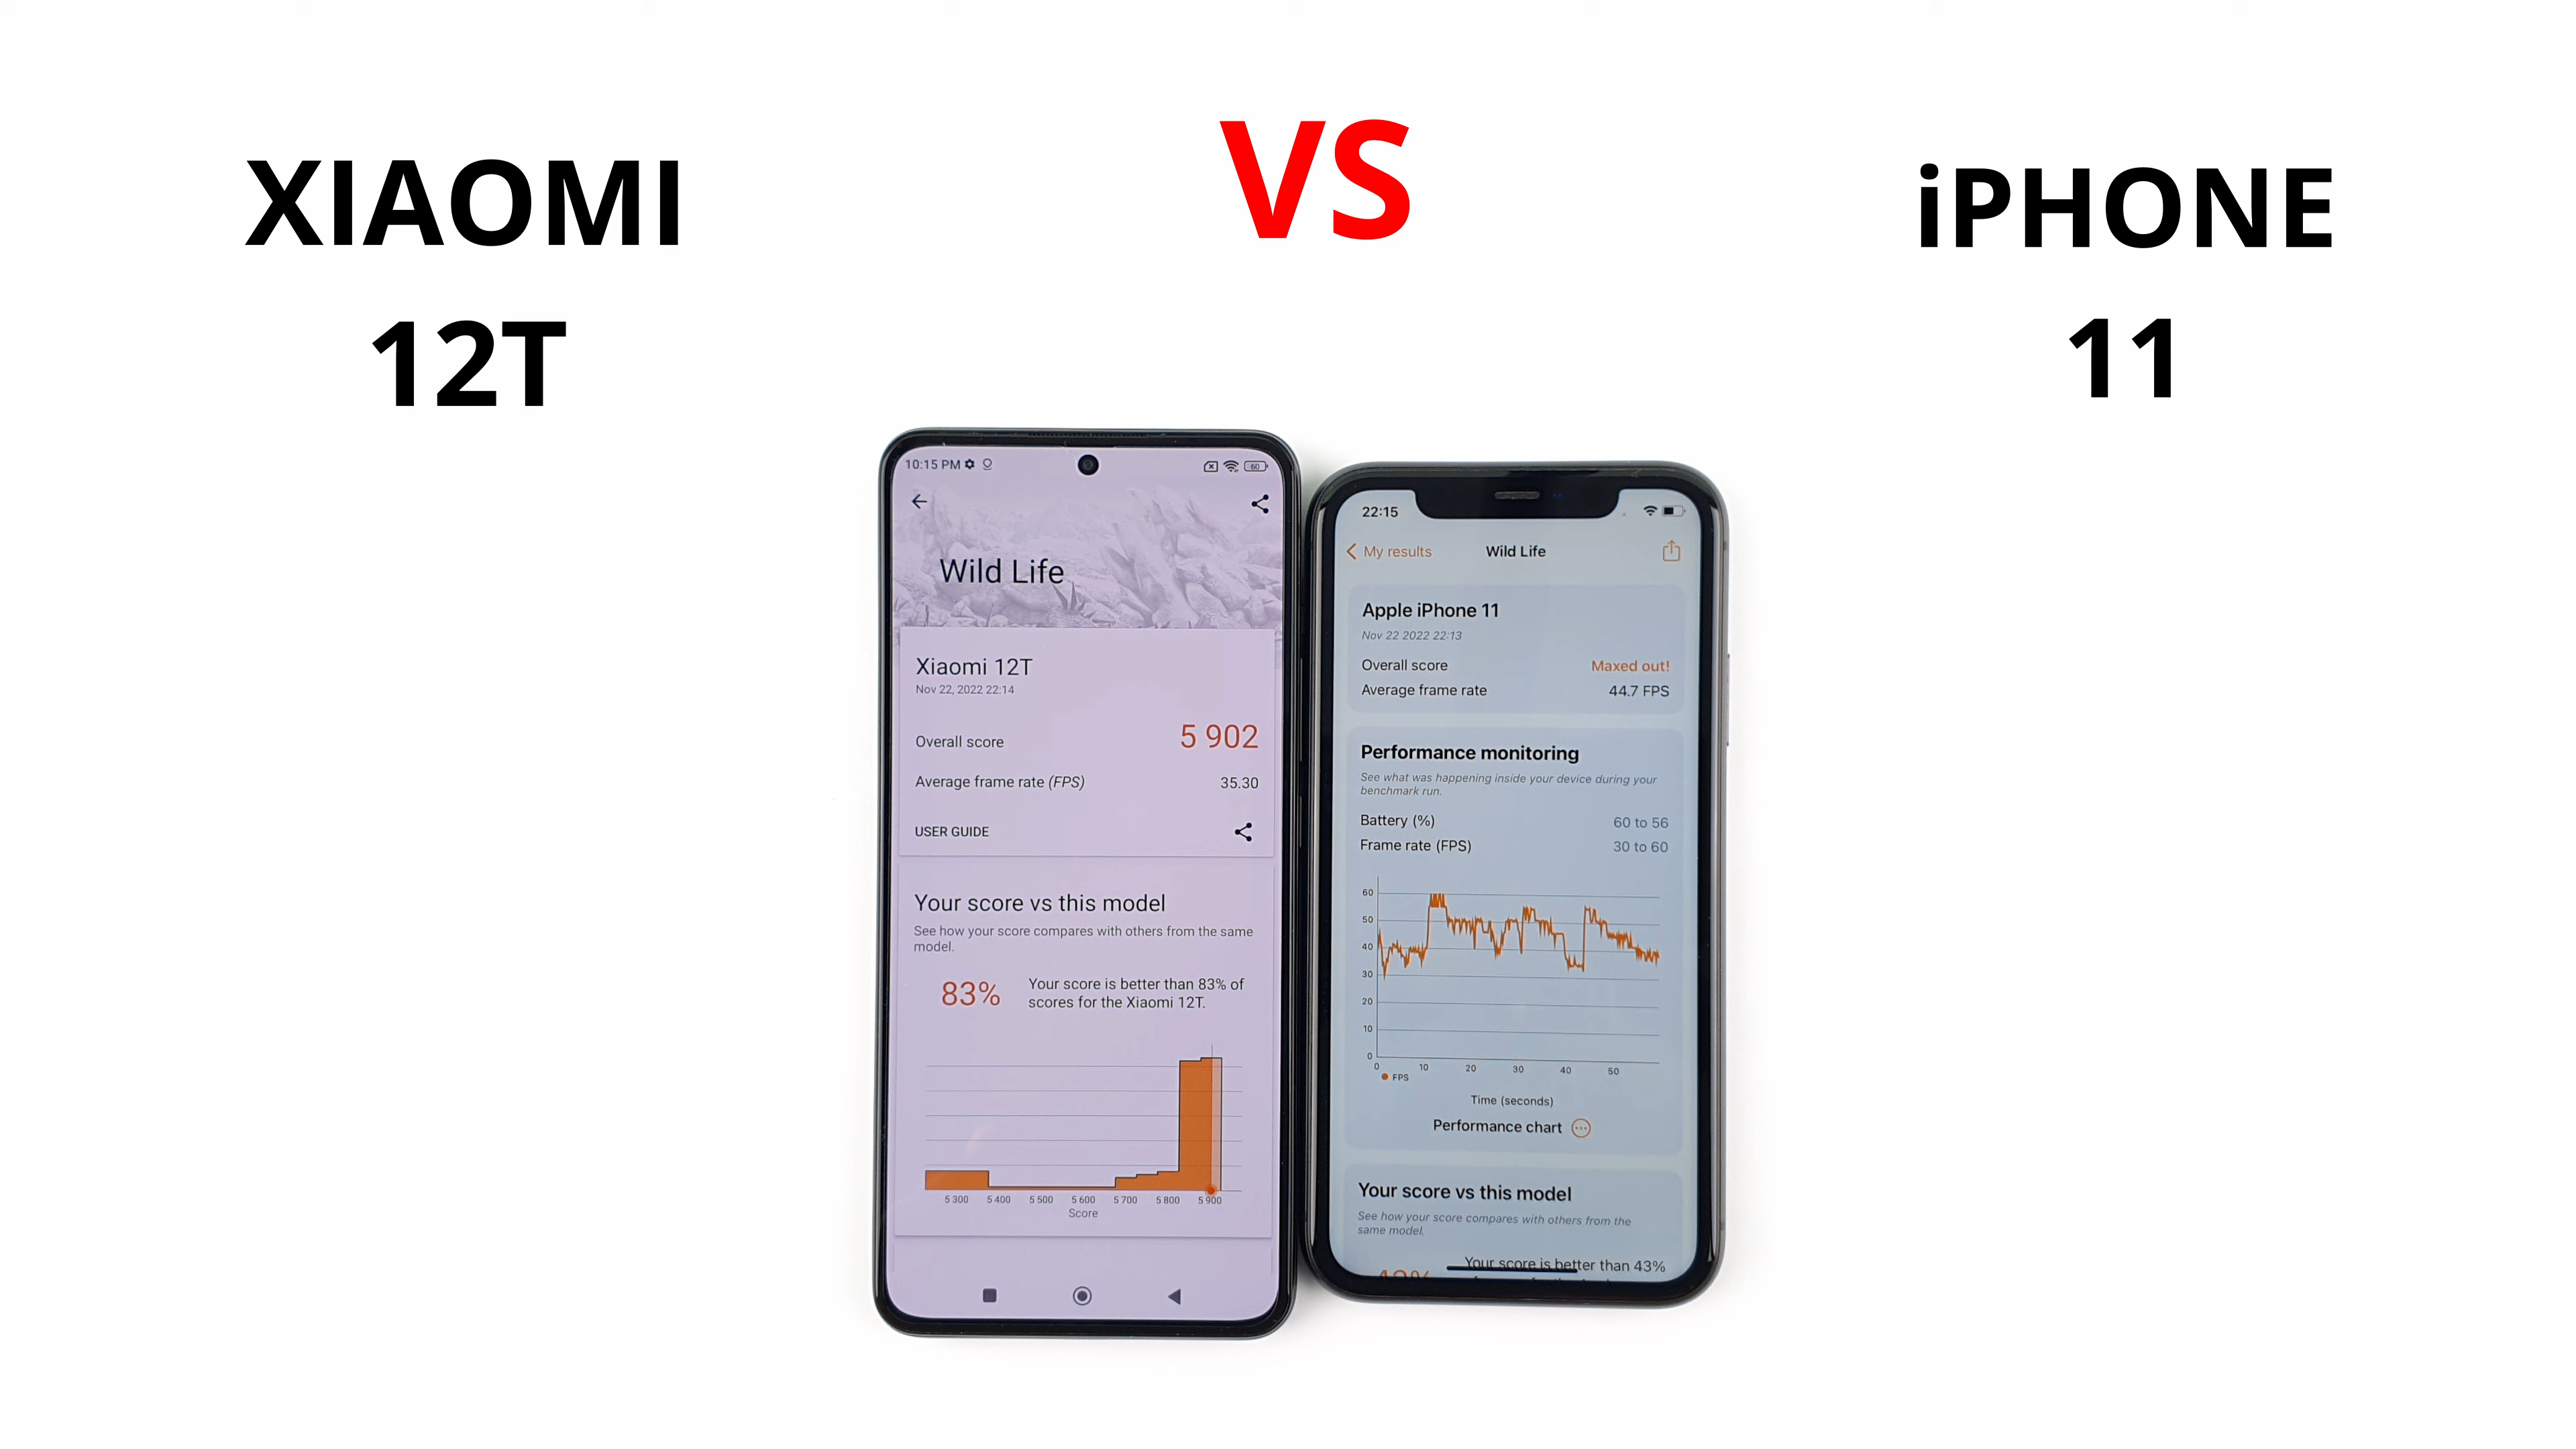 XIAOMI
12T
VS
iPHONE
11
10:15 PM
60
Wild Life
Xiaomi 12T
Nov 22, 2022 22:14
Overall score 5 902
Average frame rate (FPS) 35.30
USER GUIDE
Your score vs this model
See how your score compares with others from the same
model.
83%
Your score is better than 83% of
scores for the Xiaomi 12T.
5 300 5 400 5 500 5 600 5 700 5 800 5 900
Score
22:15
My results Wild Life
Apple iPhone 11
Nov 22 2022 22:13
Overall score Maxed out!
Average frame rate 44.7 FPS
Performance monitoring
See what was happening inside your device during your
benchmark run.
Battery (%) 60 to 56
Frame rate (FPS) 30 to 60
60
50
40
30
20
10
0
0 10 20 30 40 50
FPS
Time (seconds)
Performance chart
Your score vs this model
See how your score compares with others from the
same model.
Your score is better than 43%